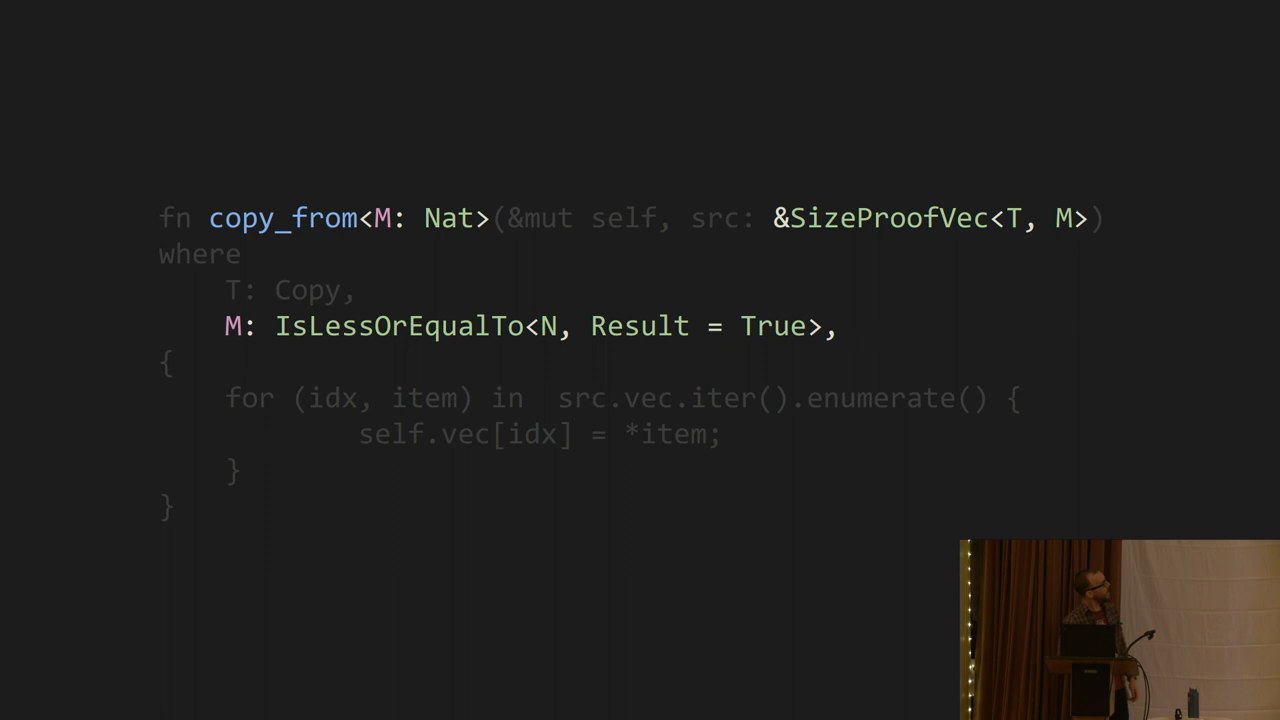 fn copy_from<M: Nat>(&mut self, src: &SizeProofVec<T, M>)
where
    T: Copy,
    M: IsLessOrEqualTo<N, Result = True>,
{
    for (idx, item) in  src.vec.iter().enumerate() {
            self.vec[idx] = *item;
    }
}